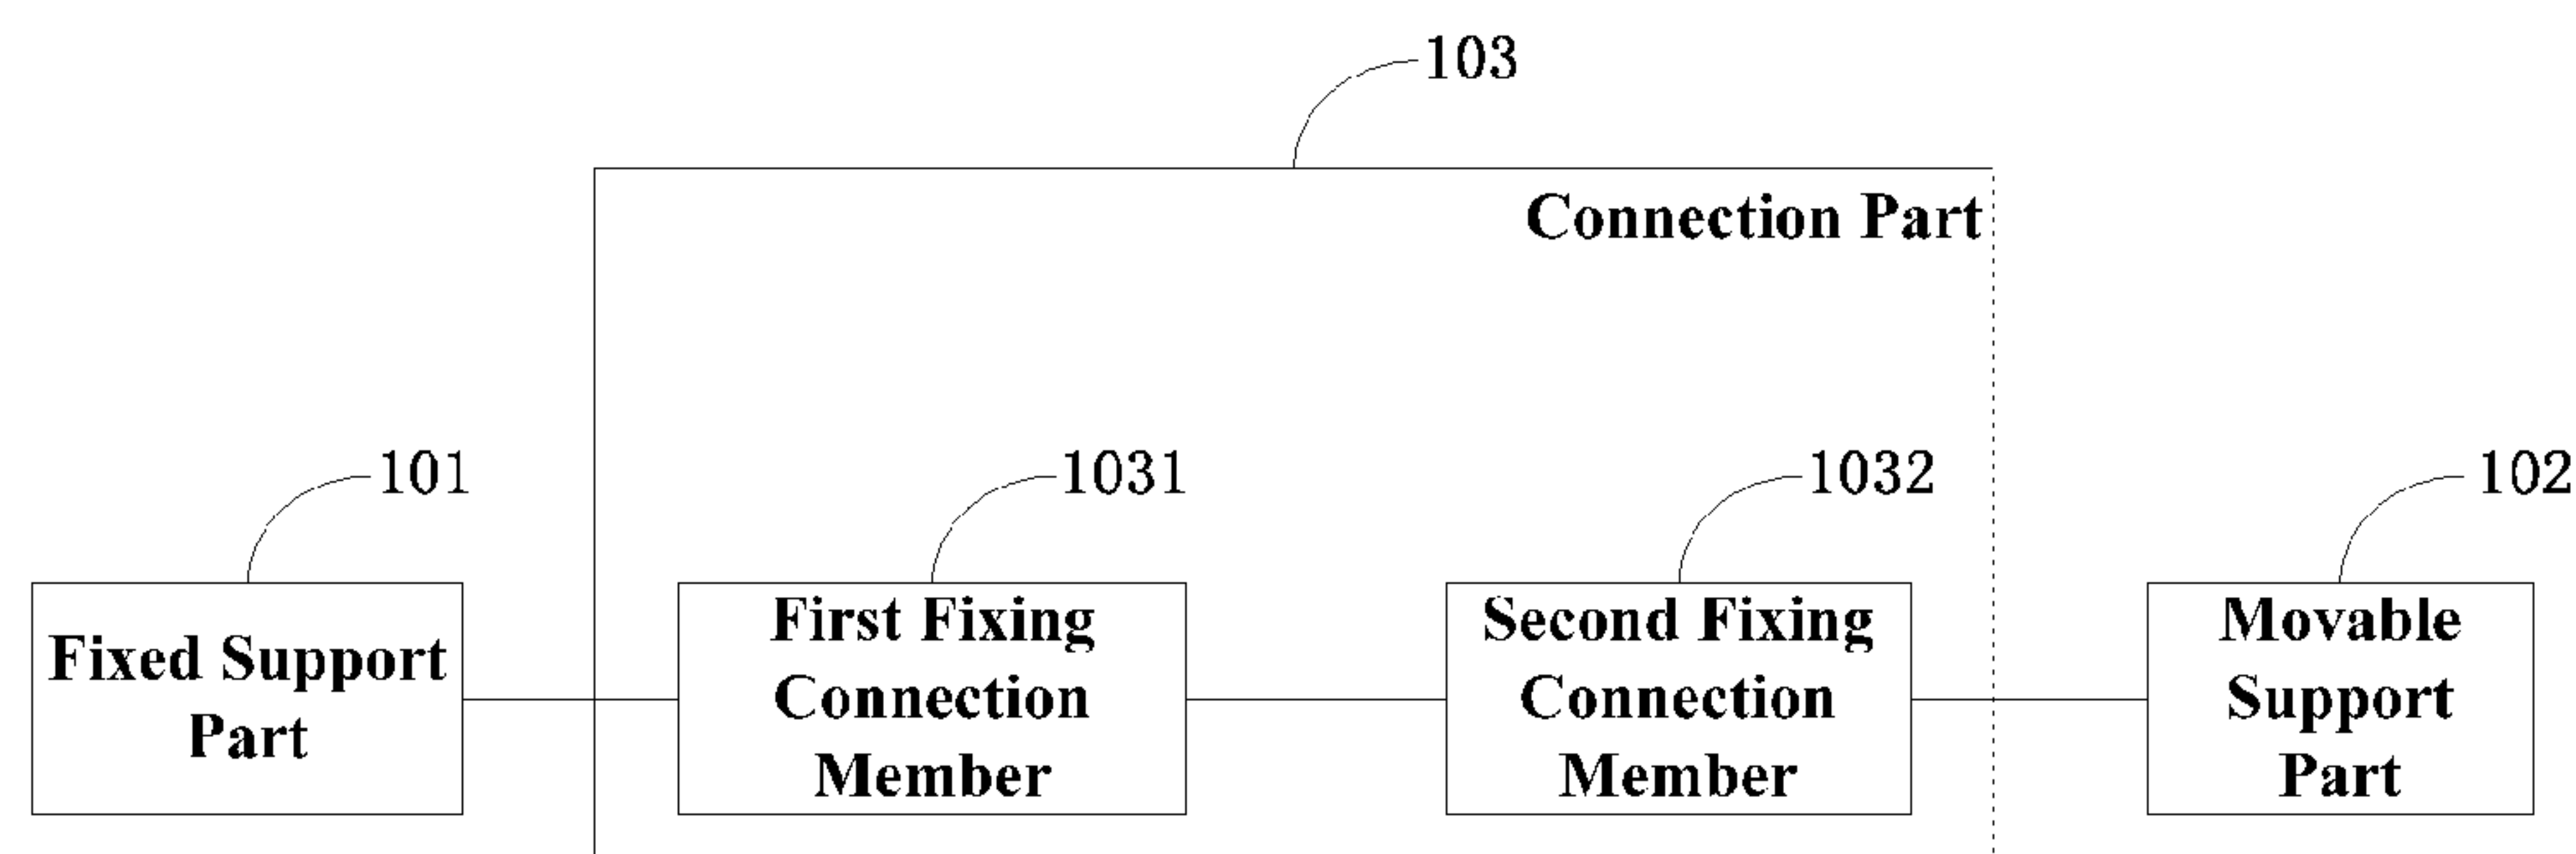 103
Connection Part
101
1031
1032
102
Fixed Support
Part
First Fixing
Connection
Member
Second Fixing
Connection
Member
Movable
Support
Part